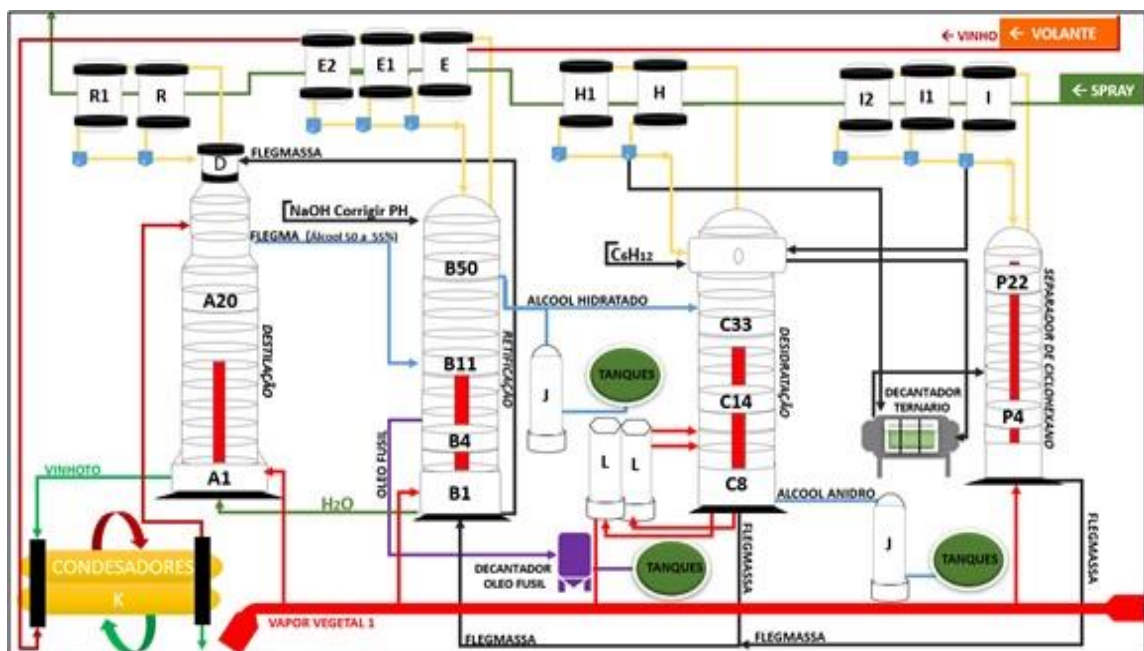 ← VINHO
← VOLANTE
← SPRAY
R1
R
E2
E1
E
H1
H
I2
I1
I
D
FLEGMASSA
NaOH Corrigir PH
FLEGMA (Álcool 50 a 55%)
C₆H₁₂
O
A20
DESTILAÇÃO
A1
B50
B11
B4
B1
RETIFICAÇÃO
ALCOOL HIDRATADO
J
TANQUES
C33
C14
C8
DESIDRATAÇÃO
L
L
DECANTADOR
TERNARIO
P22
P4
SEPARADOR DE CICLOHEXANO
VINHOTO
H₂O
OLEO FUSIL
DECANTADOR
OLEO FUSIL
TANQUES
ALCOOL ANIDRO
J
TANQUES
FLEGMASSA
FLEGMASSA
CONDESADORES
K
VAPOR VEGETAL 1
FLEGMASSA
FLEGMASSA